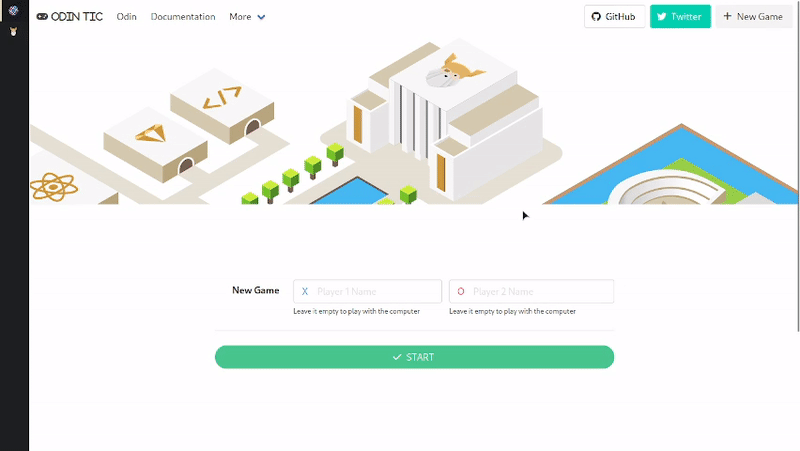 ODIN TIC Odin Documentation More GitHub Twitter + New Game
</>
New Game X Player 1 Name O Player 2 Name
Leave it empty to play with the computer Leave it empty to play with the computer
START